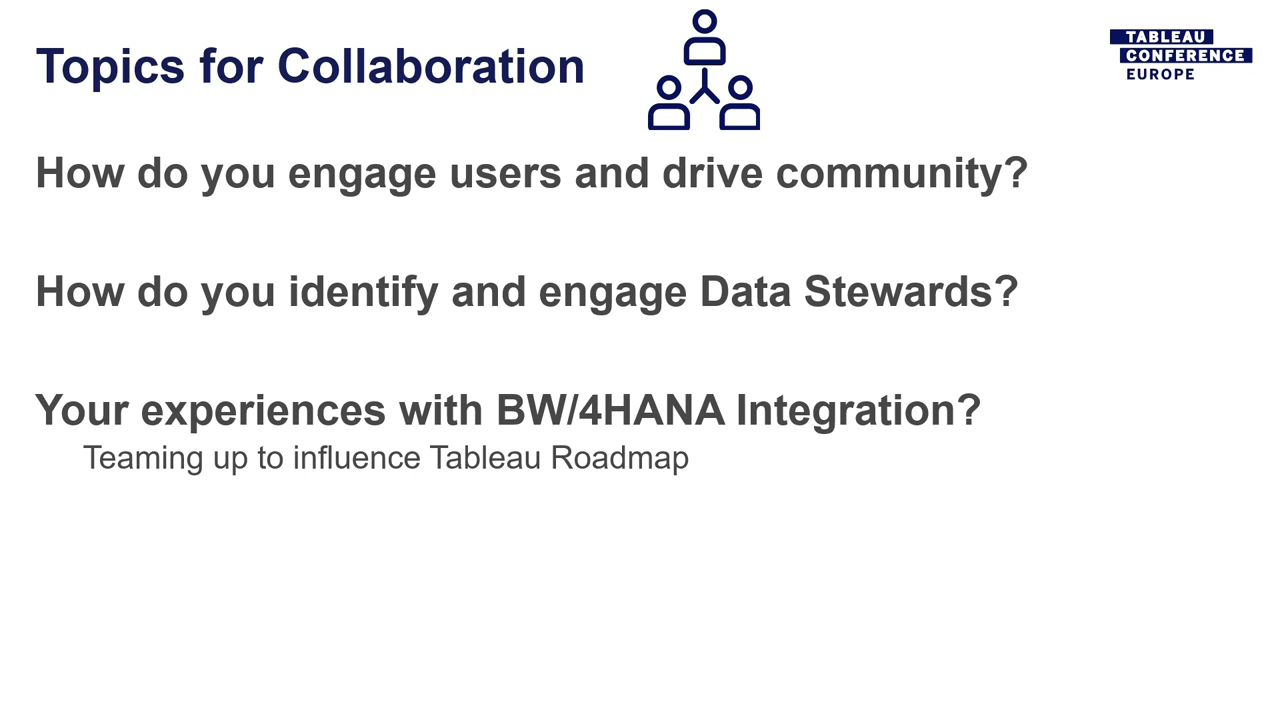 Topics for Collaboration
TABLEAU
CONFERENCE
EUROPE
How do you engage users and drive community?
How do you identify and engage Data Stewards?
Your experiences with BW/4HANA Integration?
Teaming up to influence Tableau Roadmap